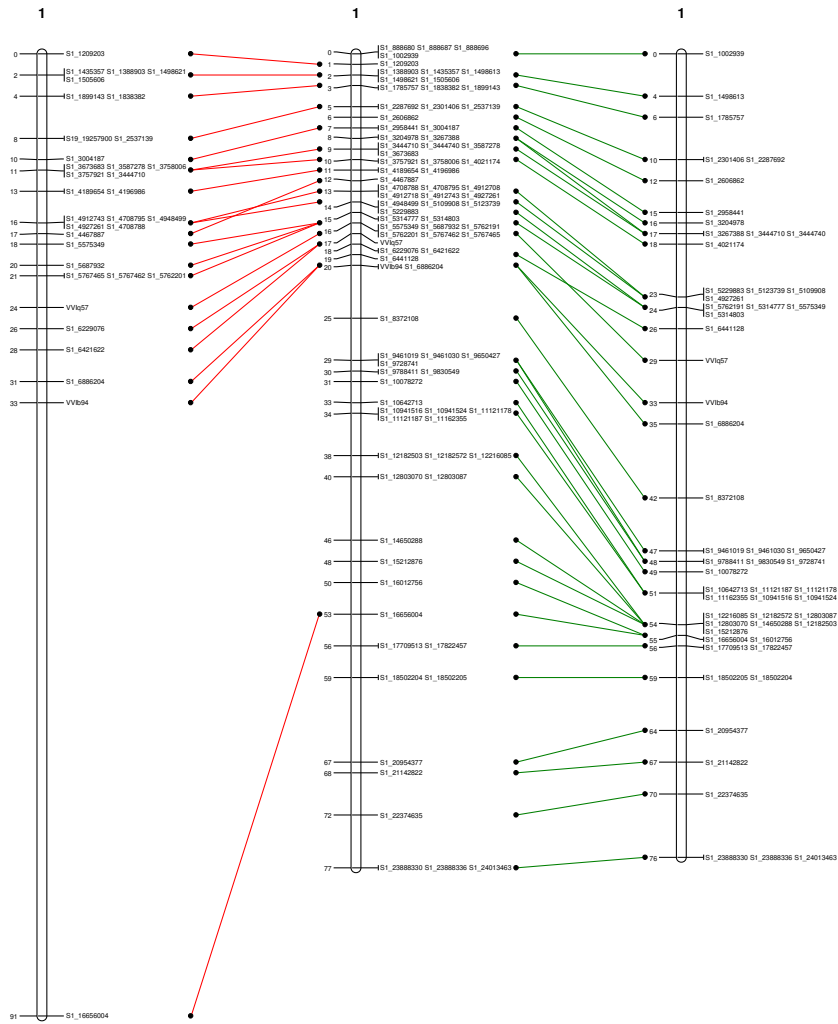 1
0 S1_1209203
2 S1_1435357 S1_1388903 S1_1498621
S1_1505606
4 S1_1899143 S1_1838382
8 S19_19257900 S1_2537139
10 S1_3004187
11 S1_3673683 S1_3587278 S1_3758006
S1_3757921 S1_3444710
13 S1_4189654 S1_4196986
16 S1_4912743 S1_4708795 S1_4948499
S1_4927261 S1_4708788
17 S1_4467887
18 S1_5575349
20 S1_5687932
21 S1_5767465 S1_5767462 S1_5762201
24 VVIq57
26 S1_6229076
28 S1_6421622
31 S1_6886204
33 VVIb94
91 S1_16656004
1
0 S1_888680 S1_888687 S1_888696
S1_1002939
1 S1_1209203
2 S1_1388903 S1_1435357 S1_1498613
S1_1498621 S1_1505606
3 S1_1785757 S1_1838382 S1_1899143
5 S1_2287692 S1_2301406 S1_2537139
6 S1_2606862
7 S1_2958441 S1_3004187
8 S1_3204978 S1_3267388
9 S1_3444710 S1_3444740 S1_3587278
S1_3673683
10 S1_3757921 S1_3758006 S1_4021174
11 S1_4189654 S1_4196986
12 S1_4467887
13 S1_4708788 S1_4708795 S1_4912708
S1_4912718 S1_4912743 S1_4927261
14 S1_4948499 S1_5109908 S1_5123739
S1_5229883
15 S1_5314777 S1_5314803
S1_5575349 S1_5687932 S1_5762191
16 S1_5762201 S1_5767462 S1_5767465
17 VVIq57
18 S1_6229076 S1_6421622
19 S1_6441128
20 VVIb94 S1_6886204
25 S1_8372108
29 S1_9461019 S1_9461030 S1_9650427
S1_9728741
30 S1_9788411 S1_9830549
31 S1_10078272
33 S1_10642713
34 S1_10941516 S1_10941524 S1_11121178
S1_11121187 S1_11162355
38 S1_12182503 S1_12182572 S1_12216085
40 S1_12803070 S1_12803087
46 S1_14650288
48 S1_15212876
50 S1_16012756
53 S1_16656004
56 S1_17709513 S1_17822457
59 S1_18502204 S1_18502205
67 S1_20954377
68 S1_21142822
72 S1_22374635
77 S1_23888330 S1_23888336 S1_24013463
1
0 S1_1002939
4 S1_1498613
6 S1_1785757
10 S1_2301406 S1_2287692
12 S1_2606862
15 S1_2958441
16 S1_3204978
17 S1_3267388 S1_3444710 S1_3444740
18 S1_4021174
23 S1_5229883 S1_5123739 S1_5109908
S1_4927261
24 S1_5762191 S1_5314777 S1_5575349
S1_5314803
26 S1_6441128
29 VVIq57
33 VVIb94
35 S1_6886204
42 S1_8372108
47 S1_9461019 S1_9461030 S1_9650427
48 S1_9788411 S1_9830549 S1_9728741
49 S1_10078272
51 S1_10642713 S1_11121187 S1_11121178
S1_11162355 S1_10941516 S1_10941524
54 S1_12216085 S1_12182572 S1_12803087
S1_12803070 S1_14650288 S1_12182503
S1_15212876
55 S1_16656004 S1_16012756
56 S1_17709513 S1_17822457
59 S1_18502205 S1_18502204
64 S1_20954377
67 S1_21142822
70 S1_22374635
76 S1_23888330 S1_23888336 S1_24013463